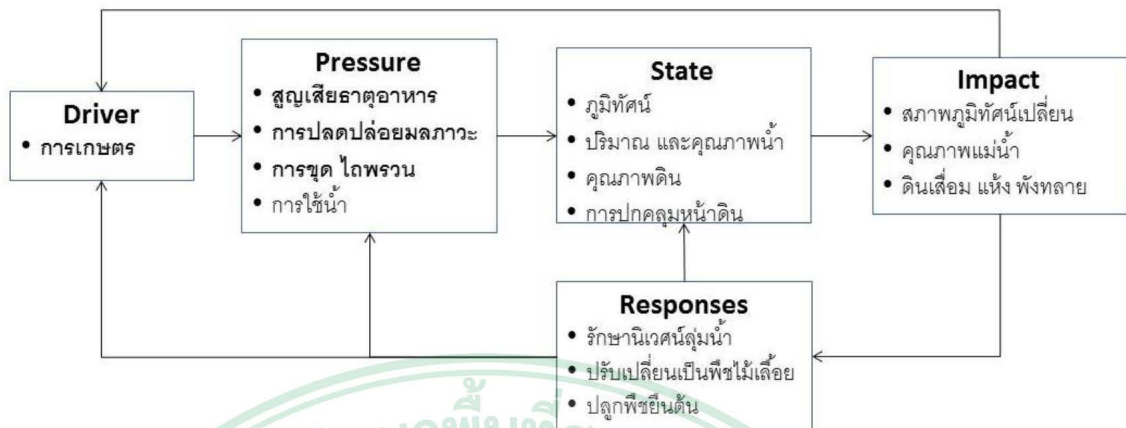 Driver
• การเกษตร
Pressure
• สูญเสียธาตุอาหาร
• การปลดปล่อยมลภาวะ
• การขุด ไถพรวน
• การใช้น้ำ
State
• ภูมิทัศน์
• ปริมาณ และคุณภาพน้ำ
• คุณภาพดิน
• การปกคลุมหน้าดิน
Impact
• สภาพภูมิทัศน์เปลี่ยน
• คุณภาพแม่น้ำ
• ดินเสื่อม แห้ง พังทลาย
Responses
• รักษานิเวศน์ลุ่มน้ำ
• ปรับเปลี่ยนเป็นพืชไม้เลื้อย
• ปลูกพืชยืนต้น